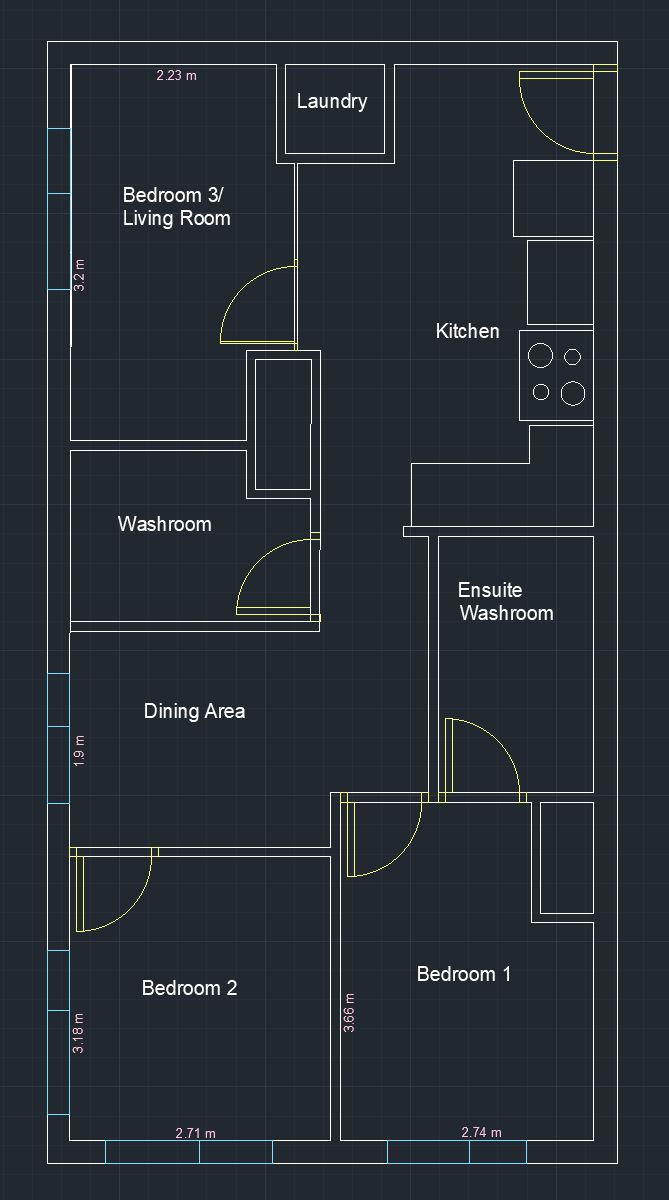 2.23 m
Laundry
Bedroom 3/
Living Room
3.2 m
Kitchen
Washroom
Ensuite
Washroom
Dining Area
1.9 m
Bedroom 1
Bedroom 2
3.66 m
3.18 m
2.71 m
2.74 m